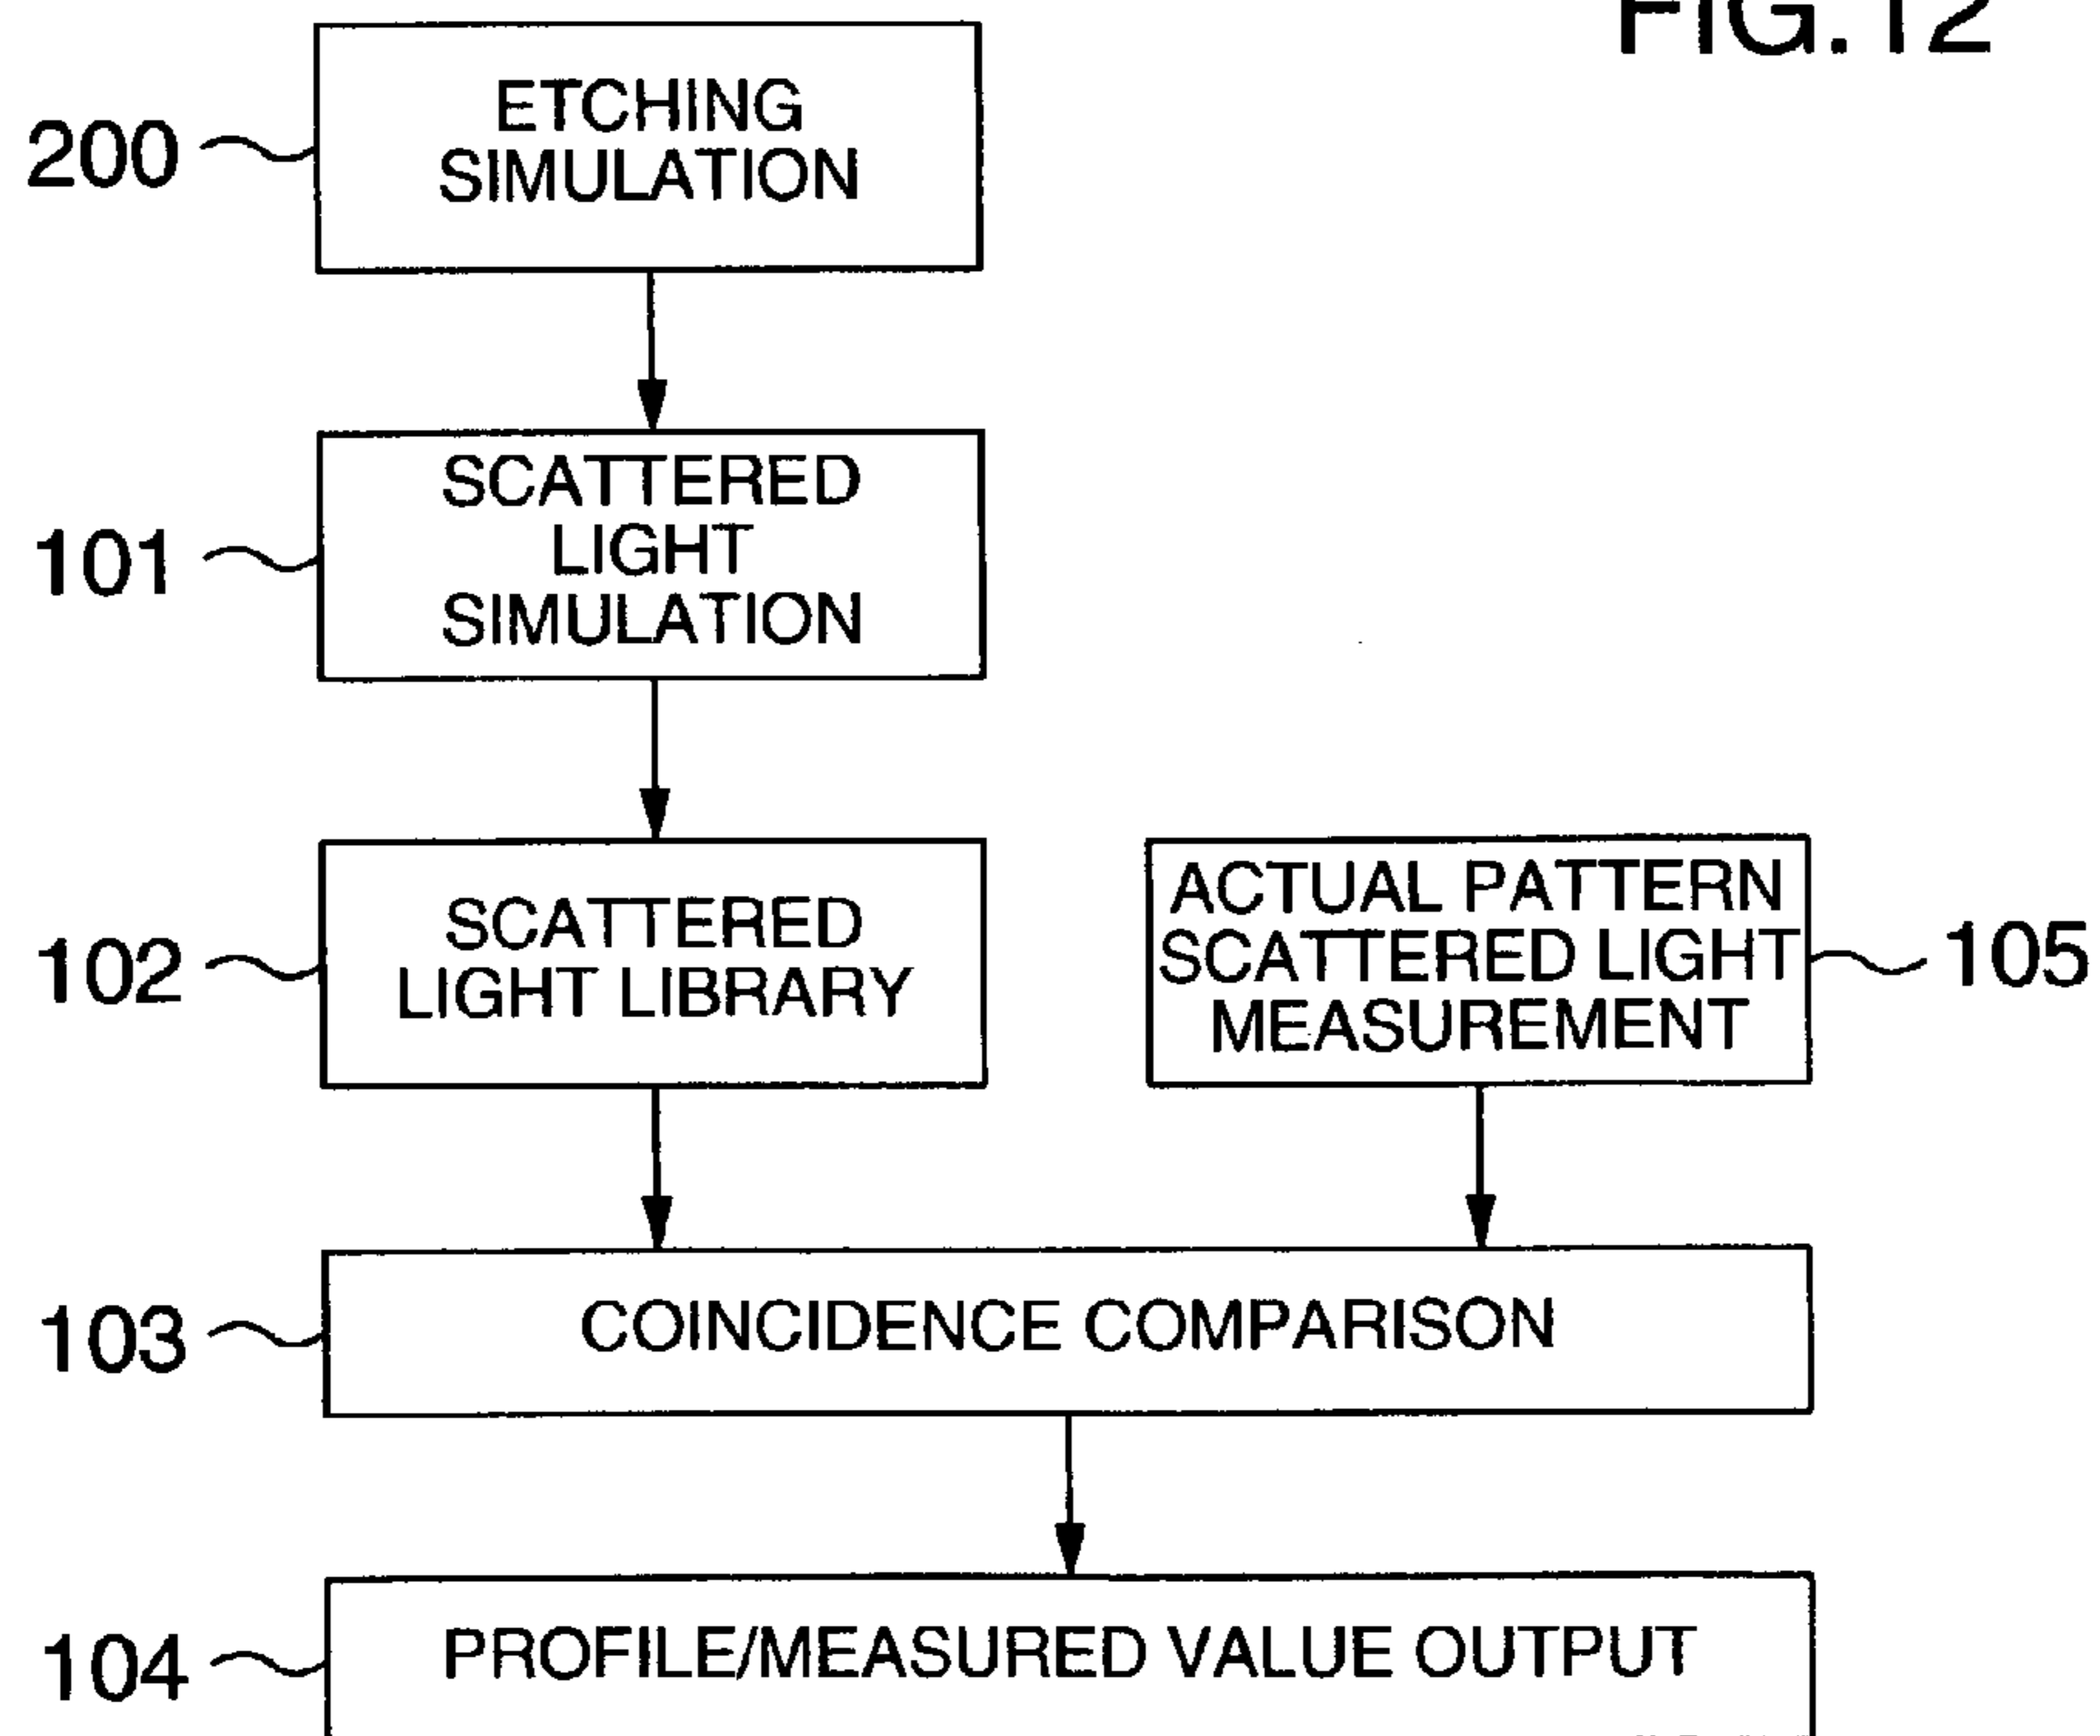 FIG.12
200
ETCHING
SIMULATION
101
SCATTERED
LIGHT
SIMULATION
102
SCATTERED
LIGHT LIBRARY
ACTUAL PATTERN
SCATTERED LIGHT
MEASUREMENT
105
103
COINCIDENCE COMPARISON
104
PROFILE/MEASURED VALUE OUTPUT